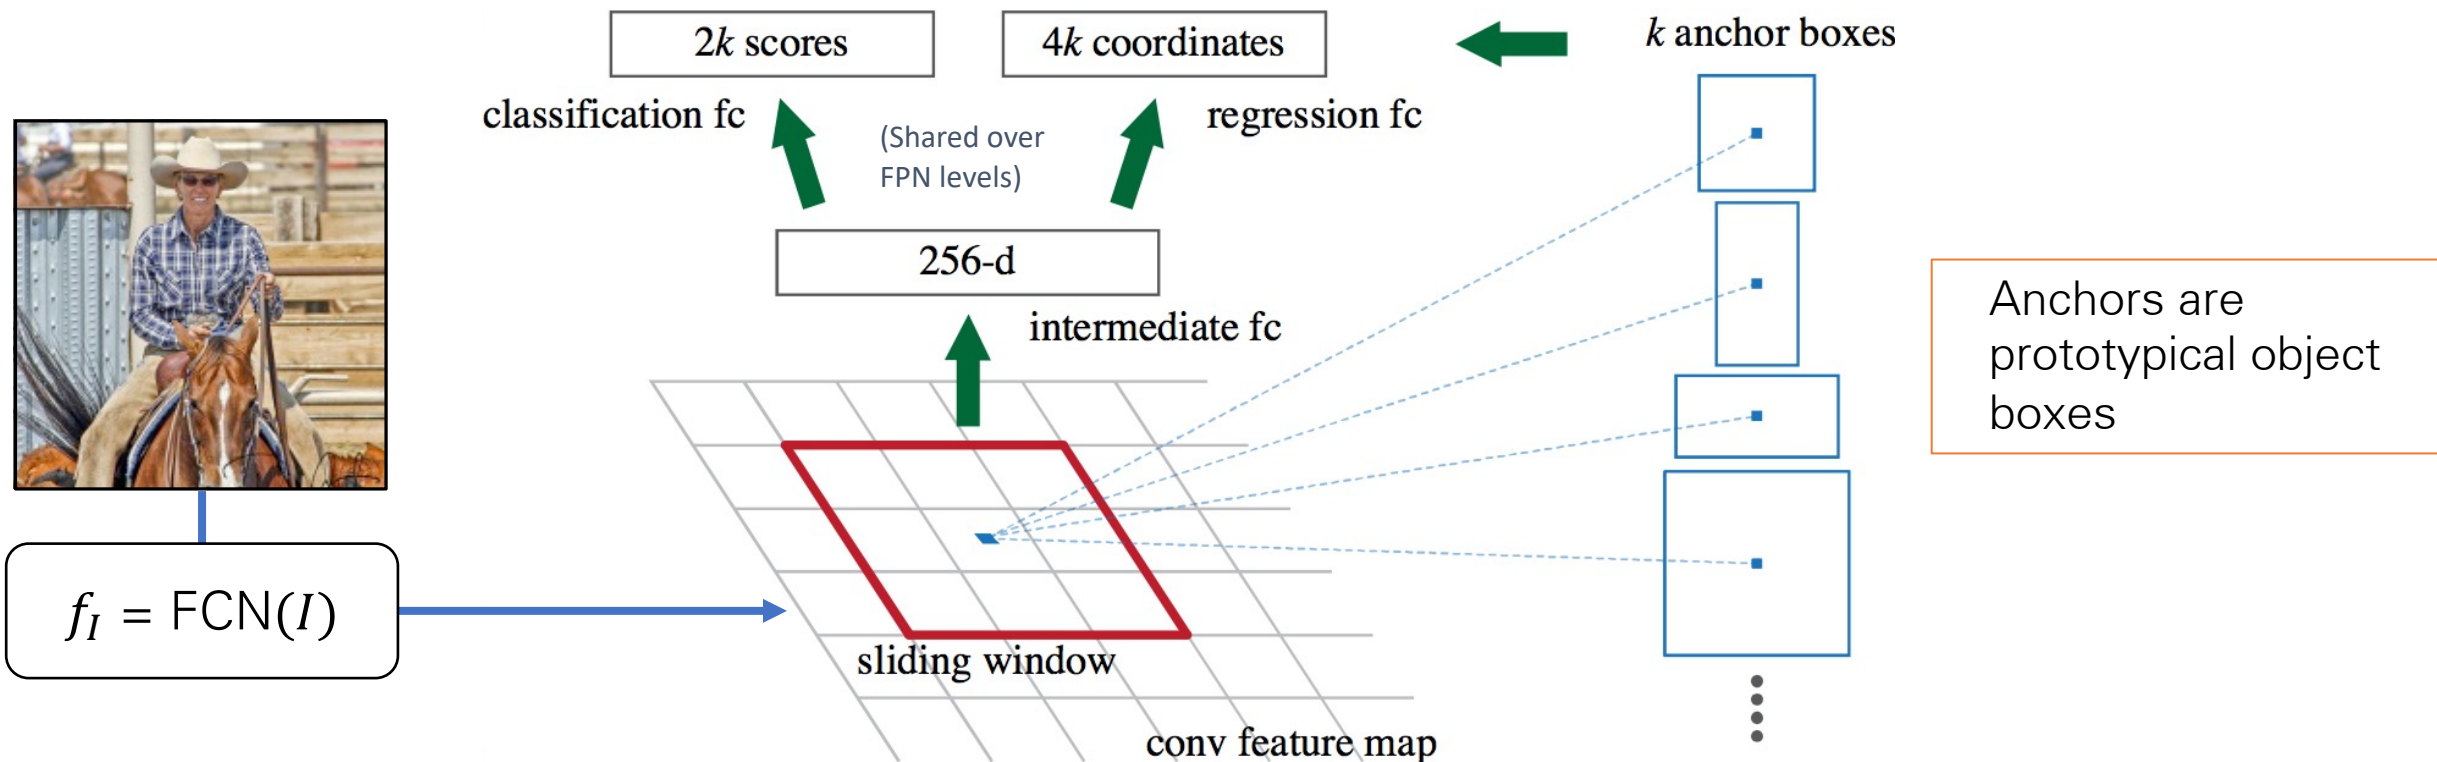 2k scores
4k coordinates
k anchor boxes
classification fc
(Shared over
FPN levels)
regression fc
256-d
intermediate fc
Anchors are
prototypical object
boxes
f_I = FCN(I)
sliding window
conv feature map